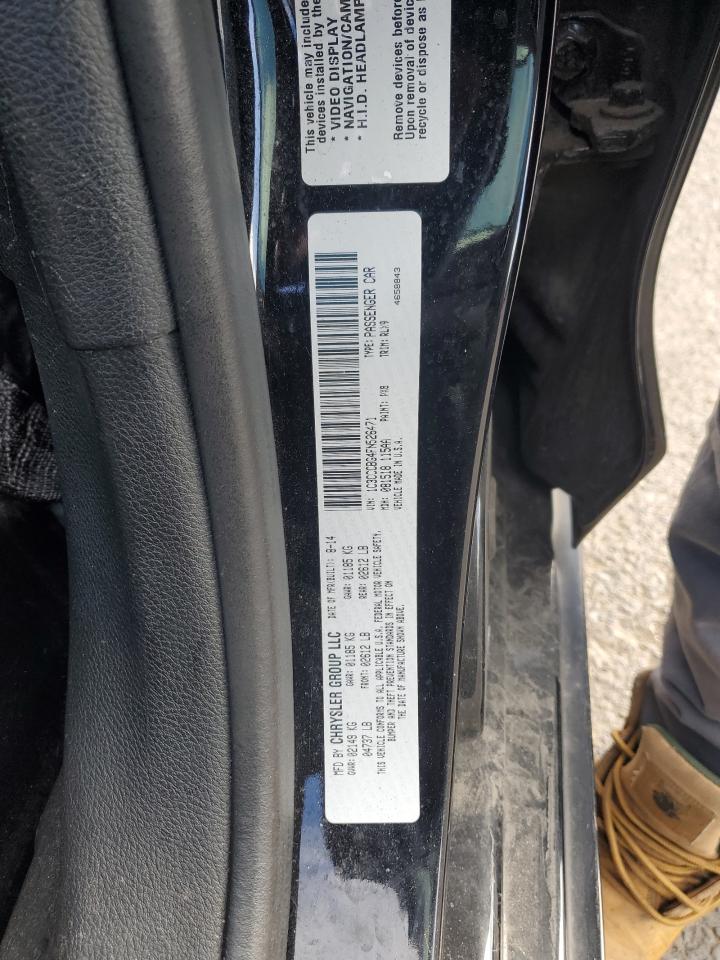 This vehicle may include
devices installed by the
* VIDEO DISPLAY
* NAVIGATION/CAM
* H.I.D. HEADLAMP
Remove devices before
Upon removal of devic
recycle or dispose as
MFD BY CHRYSLER GROUP LLC DATE OF MFR(BUILT): 8-14
GVWR: 02149 KG GAWR: 01185 KG GAWR: 01185 KG
04737 LB FRONT: 02612 LB REAR: 02612 LB
THIS VEHICLE CONFORMS TO ALL APPLICABLE U.S.A. FEDERAL MOTOR VEHICLE SAFETY,
BUMPER AND THEFT PREVENTION STANDARDS IN EFFECT ON
THE DATE OF MANUFACTURE SHOWN ABOVE.
VIN: 1C3CCCBG4FN526471 TYPE: PASSENGER CAR
MDH: 081518 115AA PAINT: PX8 TRIM: RLX9
VEHICLE MADE IN U.S.A.
4658843